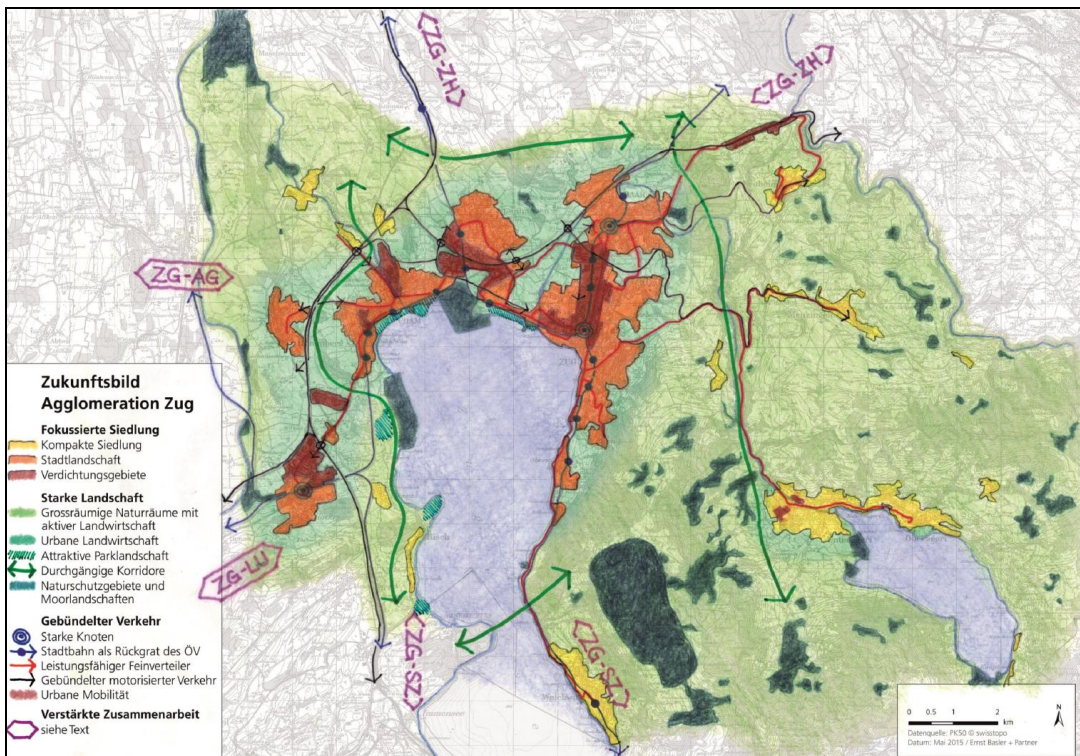 <ZG-ZH>
<ZG-ZH>
ZG-AG
ZG-LU
<ZG-SZ>
<ZG-SZ>
ZUG
Zukunftsbild
Agglomeration Zug
Fokussierte Siedlung
Kompakte Siedlung
Stadtlandschaft
Verdichtungsgebiete
Starke Landschaft
Grossräumige Naturräume mit
aktiver Landwirtschaft
Urbane Landwirtschaft
Attraktive Parklandschaft
Durchgängige Korridore
Naturschutzgebiete und
Moorlandschaften
Gebündelter Verkehr
Starke Knoten
Stadtbahn als Rückgrat des ÖV
Leistungsfähiger Feinverteiler
Gebündelter motorisierter Verkehr
Urbane Mobilität
Verstärkte Zusammenarbeit
siehe Text
N
0 0.5 1 2
km
Datenquelle: PK50 © swisstopo
Datum: Mai 2015 / Ernst Basler + Partner